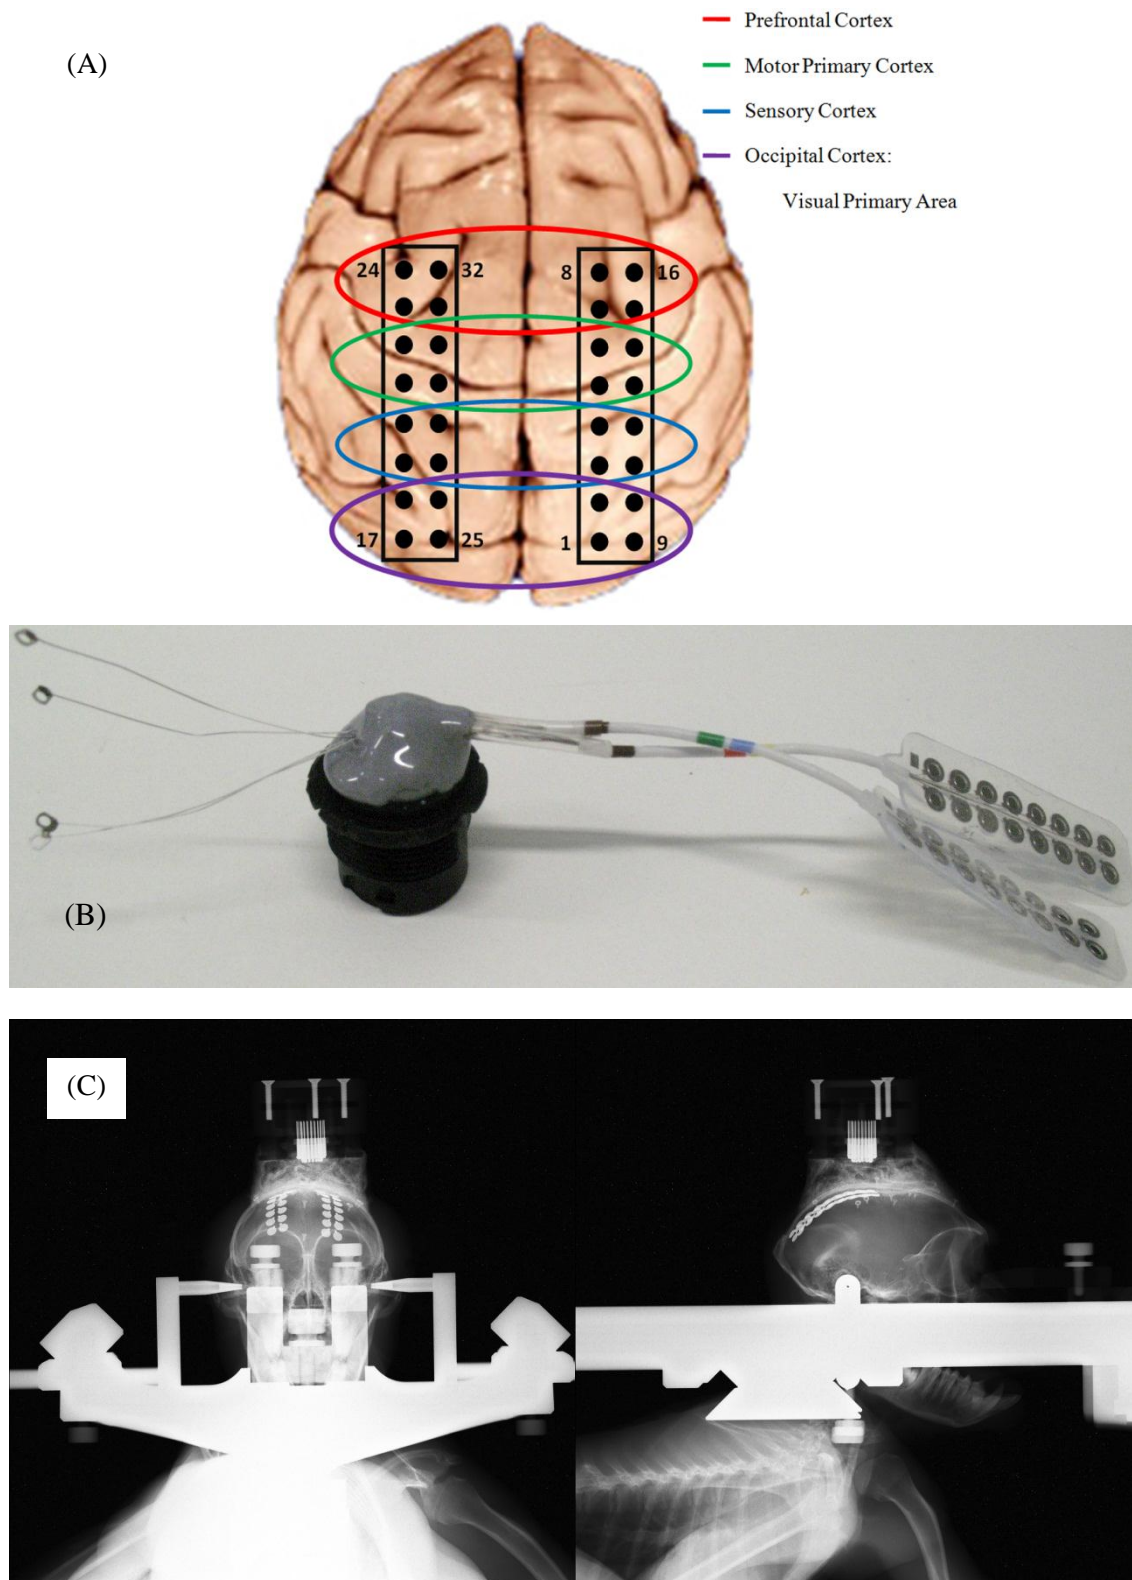 (A)
Prefrontal Cortex
Motor Primary Cortex
Sensory Cortex
Occipital Cortex:
Visual Primary Area
24 32 8 16
17 25 1 9
(B)
(C)